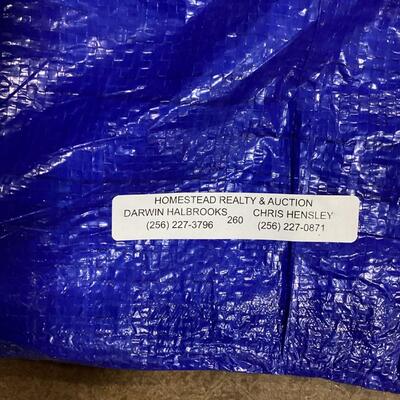 HOMESTEAD REALTY & AUCTION
DARWIN HALBROOKS 260 CHRIS HENSLEY
(256) 227-3796 (256) 227-0871